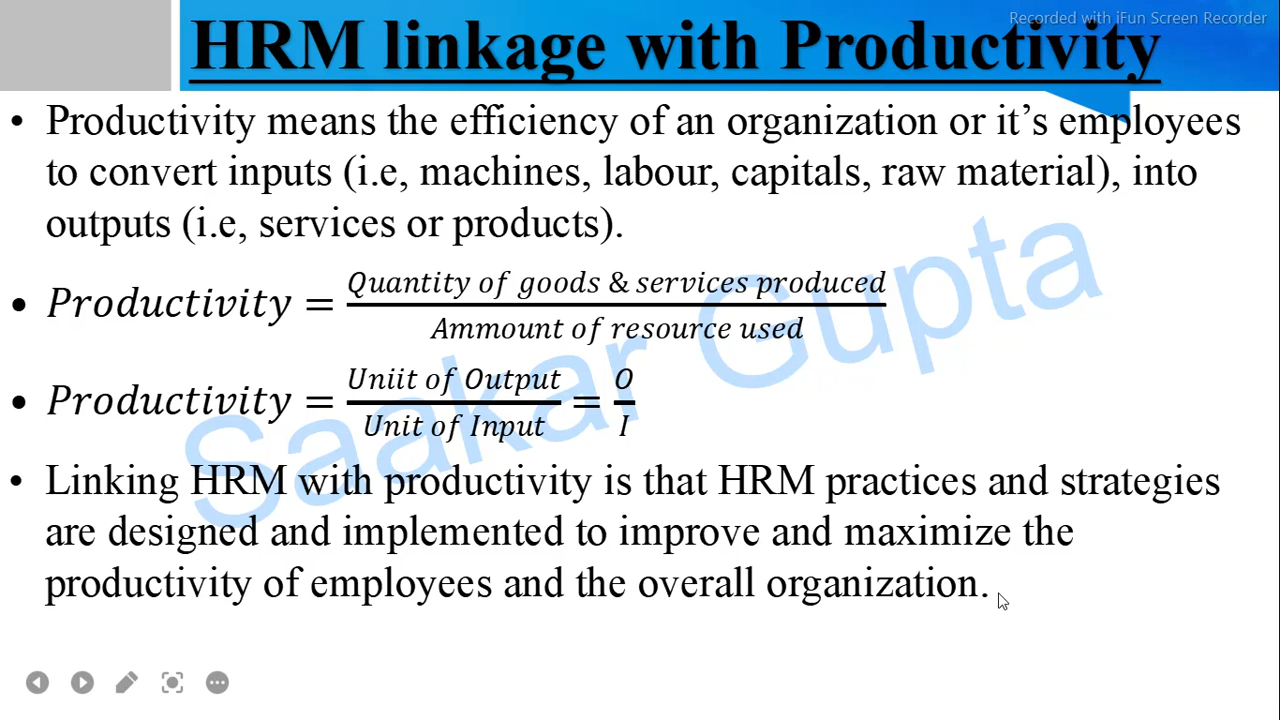 Recorded with iFun Screen Recorder
HRM linkage with Productivity
• Productivity means the efficiency of an organization or it's employees
to convert inputs (i.e, machines, labour, capitals, raw material), into
outputs (i.e, services or products).
• Productivity = Quantity of goods & services produced / Ammount of resource used
• Productivity = Uniit of Output / Unit of Input = O / I
• Linking HRM with productivity is that HRM practices and strategies
are designed and implemented to improve and maximize the
productivity of employees and the overall organization.
Saakar Gupta